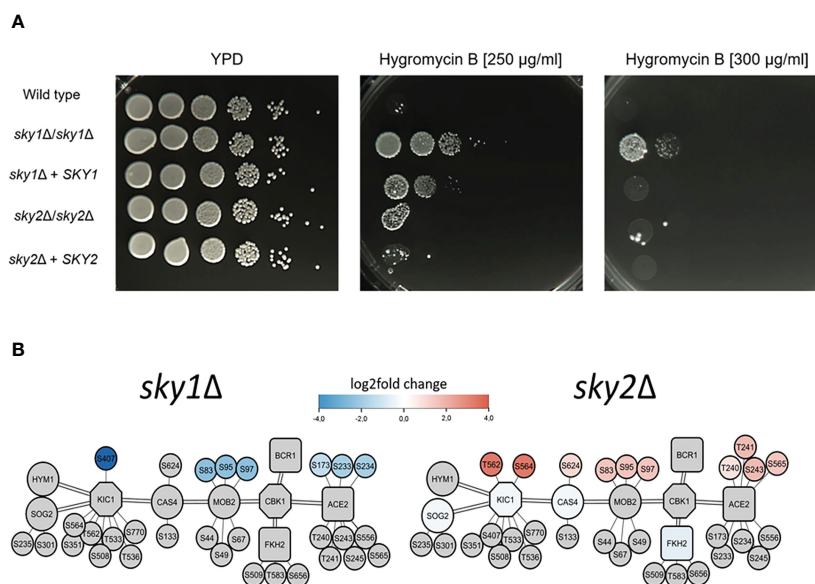 A
YPD
Hygromycin B [250 µg/ml]
Hygromycin B [300 µg/ml]
Wild type
sky1Δ/sky1Δ
sky1Δ + SKY1
sky2Δ/sky2Δ
sky2Δ + SKY2
B
sky1Δ
log2fold change
sky2Δ
-4.0 -2.0 0.0 2.0 4.0
HYM1
SOG2
S235
S301
S407
KIC1
S564
T562
S351
S508
T533
S770
T536
S624
CAS4
S133
S83
S95
S97
MOB2
S44
S49
S67
BCR1
CBK1
FKH2
S509
T583
S656
S173
S233
S234
ACE2
T240
S243
S556
T241
S245
S565
HYM1
SOG2
S235
S301
T562
S564
KIC1
S407
S351
S508
T533
S770
T536
S624
CAS4
S133
S83
S95
S97
MOB2
S44
S67
S49
BCR1
CBK1
FKH2
S509
T583
S656
T241
T240
S243
S565
ACE2
S173
S233
S234
S556
S245